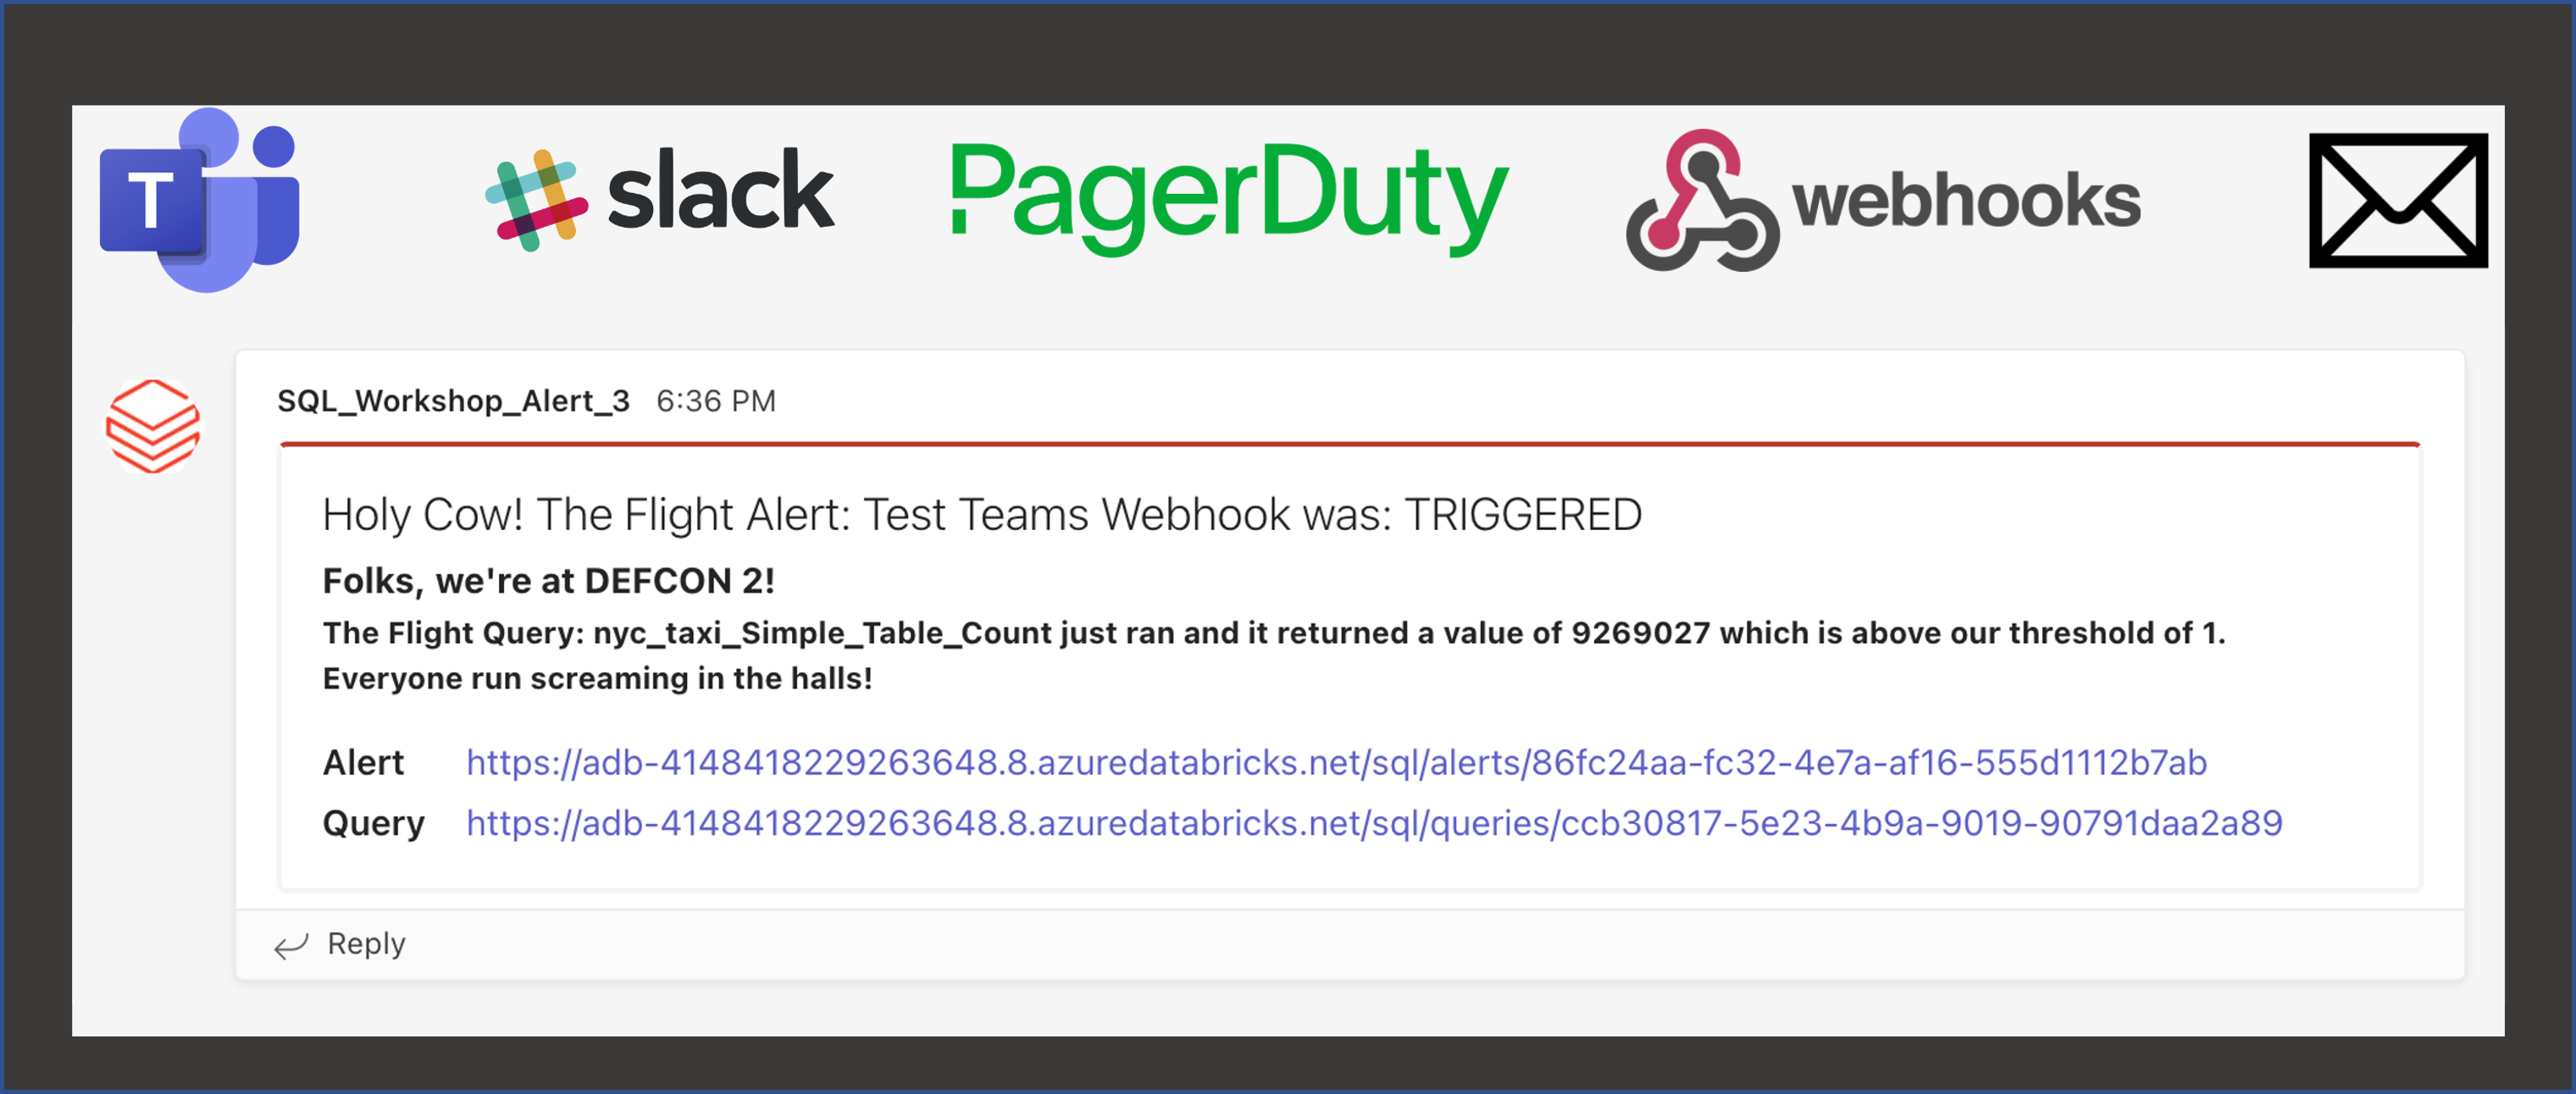 T
slack
PagerDuty
webhooks
SQL_Workshop_Alert_3 6:36 PM
Holy Cow! The Flight Alert: Test Teams Webhook was: TRIGGERED
Folks, we're at DEFCON 2!
The Flight Query: nyc_taxi_Simple_Table_Count just ran and it returned a value of 9269027 which is above our threshold of 1.
Everyone run screaming in the halls!
Alert https://adb-4148418229263648.8.azuredatabricks.net/sql/alerts/86fc24aa-fc32-4e7a-af16-555d1112b7ab
Query https://adb-4148418229263648.8.azuredatabricks.net/sql/queries/ccb30817-5e23-4b9a-9019-90791daa2a89
Reply